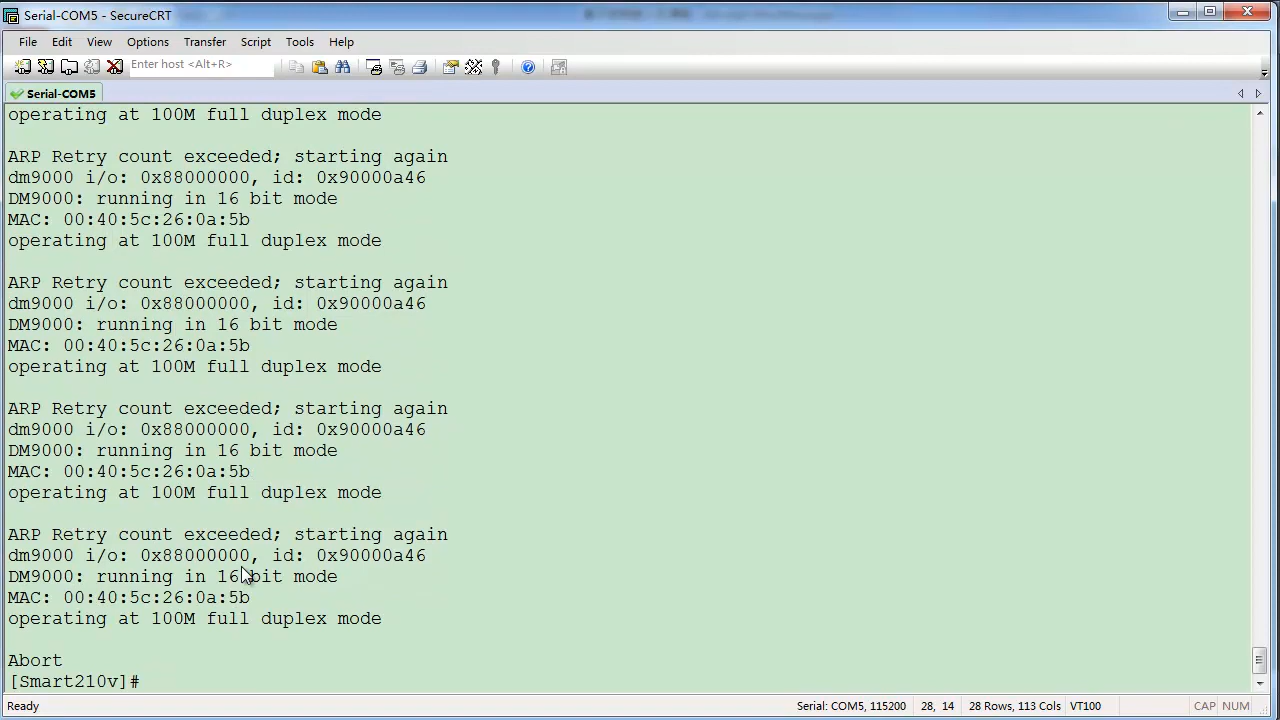 Serial-COM5 - SecureCRT
File Edit View Options Transfer Script Tools Help
Enter host <Alt+R>
Serial-COM5
operating at 100M full duplex mode
ARP Retry count exceeded; starting again
dm9000 i/o: 0x88000000, id: 0x90000a46
DM9000: running in 16 bit mode
MAC: 00:40:5c:26:0a:5b
operating at 100M full duplex mode
ARP Retry count exceeded; starting again
dm9000 i/o: 0x88000000, id: 0x90000a46
DM9000: running in 16 bit mode
MAC: 00:40:5c:26:0a:5b
operating at 100M full duplex mode
ARP Retry count exceeded; starting again
dm9000 i/o: 0x88000000, id: 0x90000a46
DM9000: running in 16 bit mode
MAC: 00:40:5c:26:0a:5b
operating at 100M full duplex mode
ARP Retry count exceeded; starting again
dm9000 i/o: 0x88000000, id: 0x90000a46
DM9000: running in 16 bit mode
MAC: 00:40:5c:26:0a:5b
operating at 100M full duplex mode
Abort
[Smart210v]#
Ready Serial: COM5, 115200 28, 14 28 Rows, 113 Cols VT100 CAP NUM